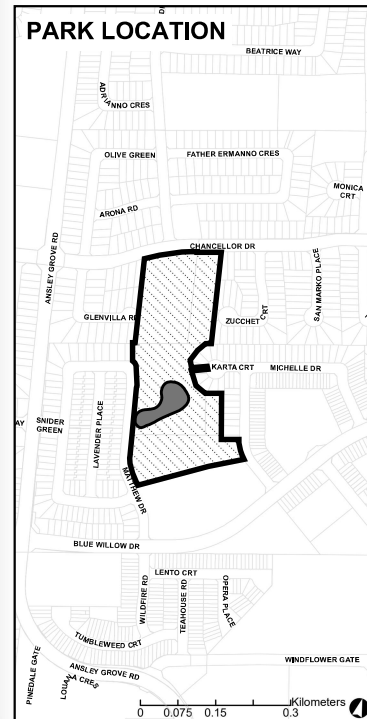 PARK LOCATION
BEATRICE WAY
ADRIANNO CRES
OLIVE GREEN
FATHER ERMANNO CRES
MONICA
CRT
ARONA RD
ANSLEY GROVE RD
CHANCELLOR DR
SAN MARKO PLACE
GLENVILLA RD
ZUCCHET CRT
KARTA CRT
MICHELLE DR
AY
SNIDER
GREEN
LAVENDER PLACE
MATTHEW DR
BLUE WILLOW DR
LENTO CRT
WILDFIRE RD
TEAHOUSE RD
OPERA PLACE
TUMBLEWEED CRT
WINDFLOWER GATE
ANSLEY GROVE RD
PINEDALE GATE
Kilometers
0 0.075 0.15 0.3